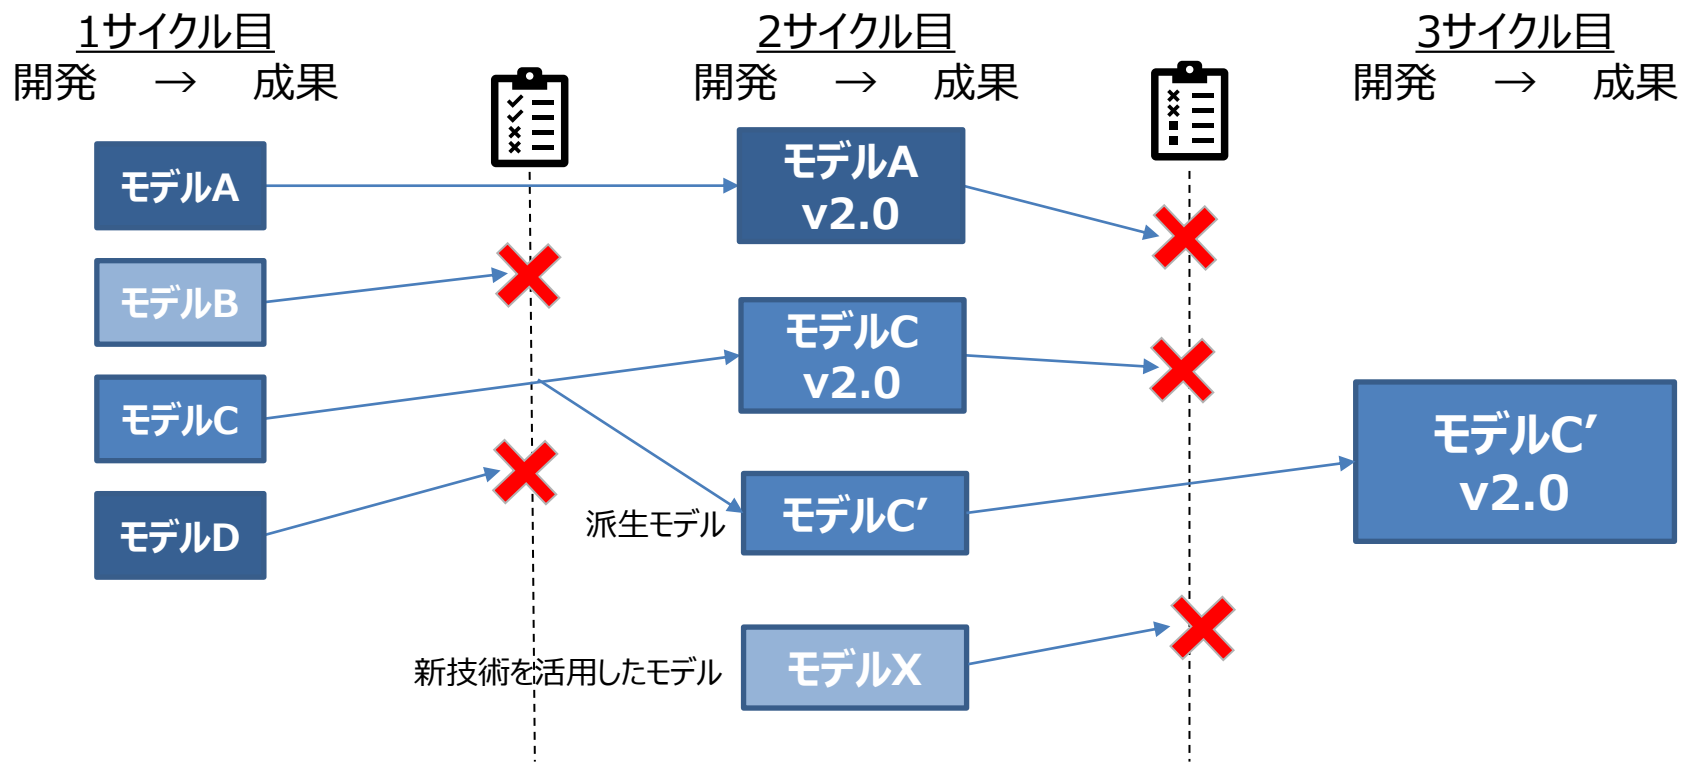 1サイクル目
開発 → 成果
2サイクル目
開発 → 成果
3サイクル目
開発 → 成果
モデルA
モデルB
モデルC
モデルD
モデルA
v2.0
モデルC
v2.0
派生モデル
モデルC′
新技術を活用したモデル
モデルX
モデルC′
v2.0